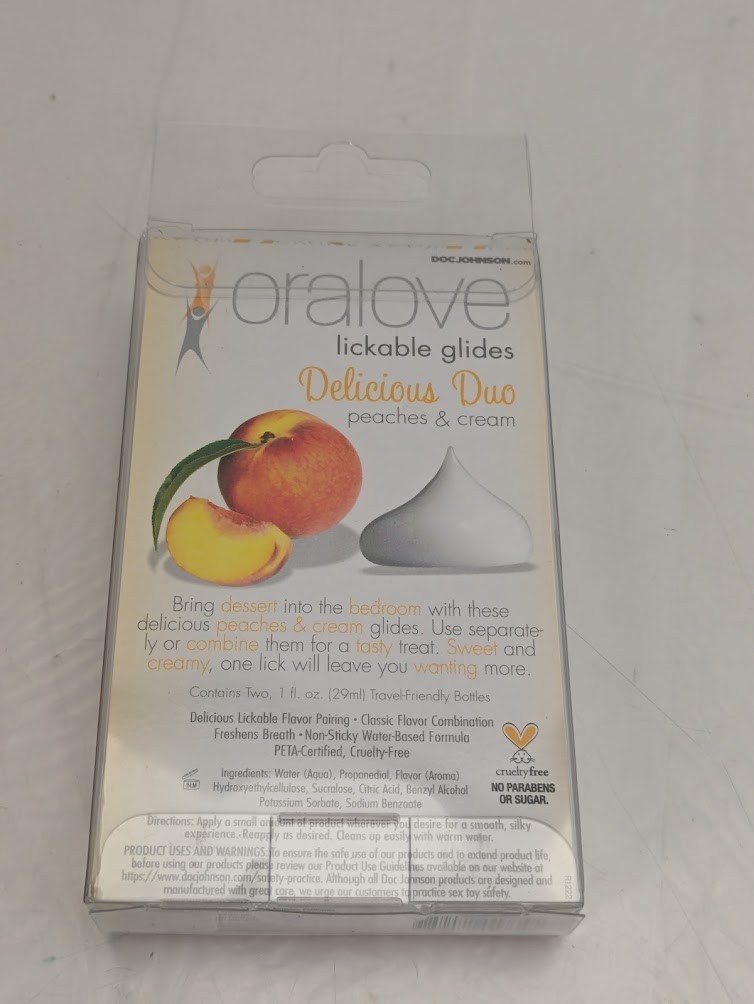 DOCJOHNSON.com
oralove
lickable glides
Delicious Duo
peaches & cream
Bring dessert into the bedroom with these
delicious peaches & cream glides. Use separate-
ly or combine them for a tasty treat. Sweet and
creamy, one lick will leave you wanting more.
Contains Two, 1 fl. oz. (29ml) Travel-Friendly Bottles
Delicious Lickable Flavor Pairing • Classic Flavor Combination
Freshens Breath • Non-Sticky Water-Based Formula
PETA-Certified, Cruelty-Free
crueltyfree
Ingredients: Water (Aqua), Propanediol, Flavor (Aroma)
Hydroxyethylcellulose, Sucralose, Citric Acid, Benzyl Alcohol
Potassium Sorbate, Sodium Benzoate
NO PARABENS
OR SUGAR.
Directions: Apply a small amount of product wherever you desire for a smooth, silky
experience. Reapply as desired. Cleans up easily with warm water.
PRODUCT USES AND WARNINGS: To ensure the safe use of our products and to extend product life,
before using our products please review our Product Use Guidelines available on our website at
https://www.docjohnson.com/safety-practice. Although all Doc Johnson products are designed and
manufactured with great care, we urge our customers to practice sex toy safety.